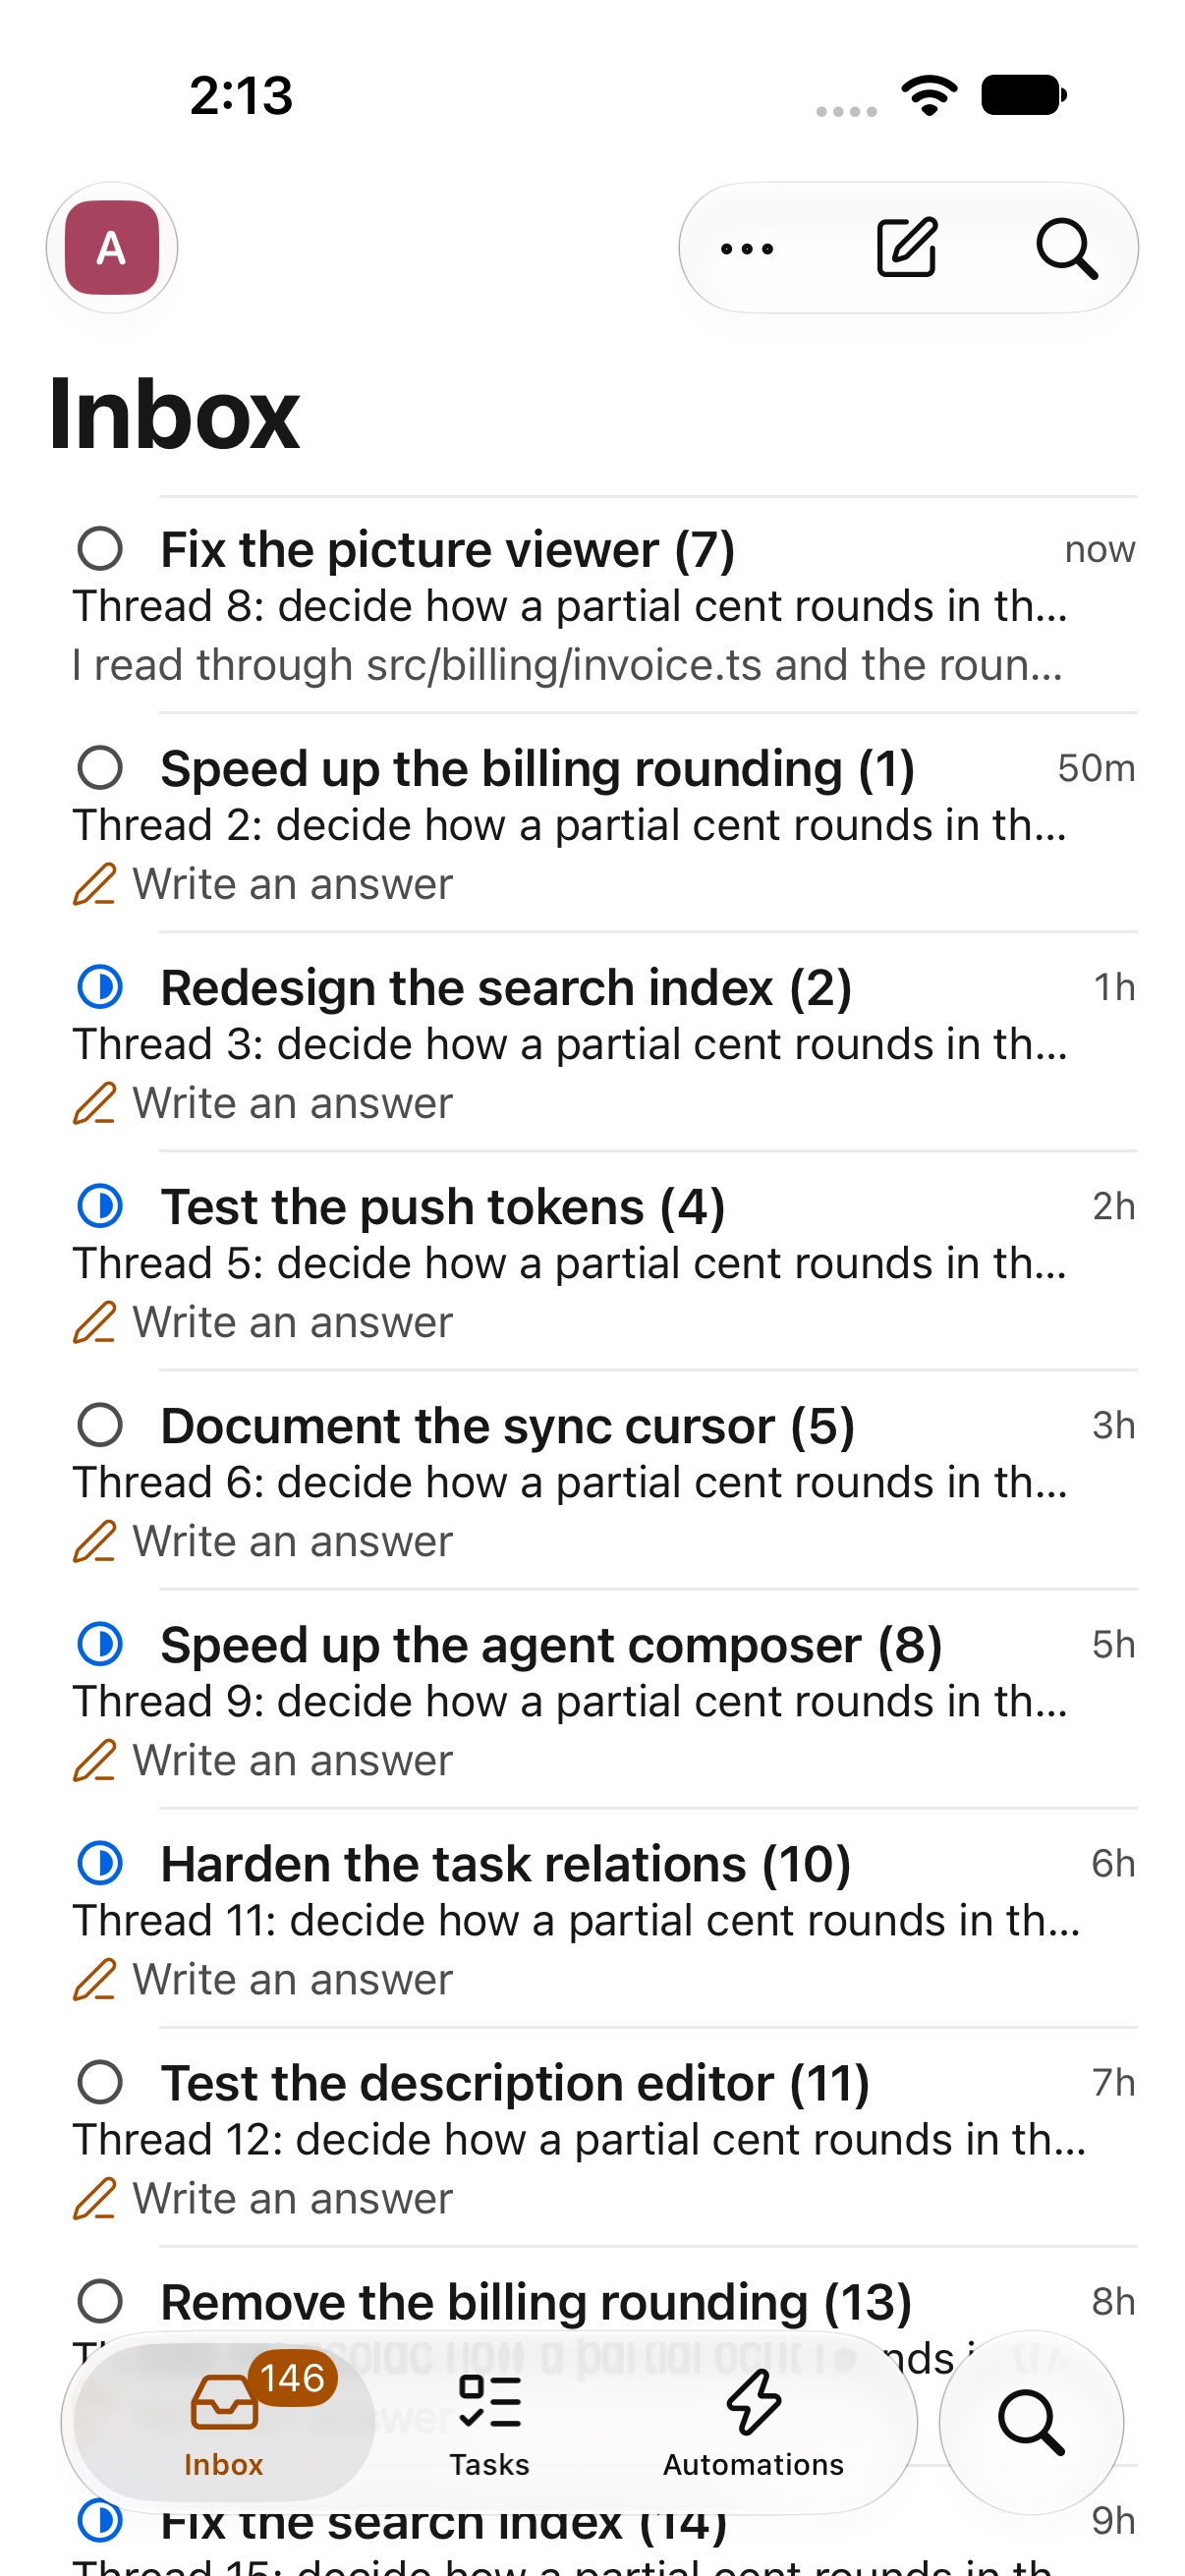 2:13
A
Inbox
Fix the picture viewer (7) now
Thread 8: decide how a partial cent rounds in th...
I read through src/billing/invoice.ts and the roun...
Speed up the billing rounding (1) 50m
Thread 2: decide how a partial cent rounds in th...
Write an answer
Redesign the search index (2) 1h
Thread 3: decide how a partial cent rounds in th...
Write an answer
Test the push tokens (4) 2h
Thread 5: decide how a partial cent rounds in th...
Write an answer
Document the sync cursor (5) 3h
Thread 6: decide how a partial cent rounds in th...
Write an answer
Speed up the agent composer (8) 5h
Thread 9: decide how a partial cent rounds in th...
Write an answer
Harden the task relations (10) 6h
Thread 11: decide how a partial cent rounds in th...
Write an answer
Test the description editor (11) 7h
Thread 12: decide how a partial cent rounds in th...
Write an answer
Remove the billing rounding (13) 8h
146
Inbox Tasks Automations
Fix the search index (14) 9h
Thread 15: decide how a partial cent rounds in th